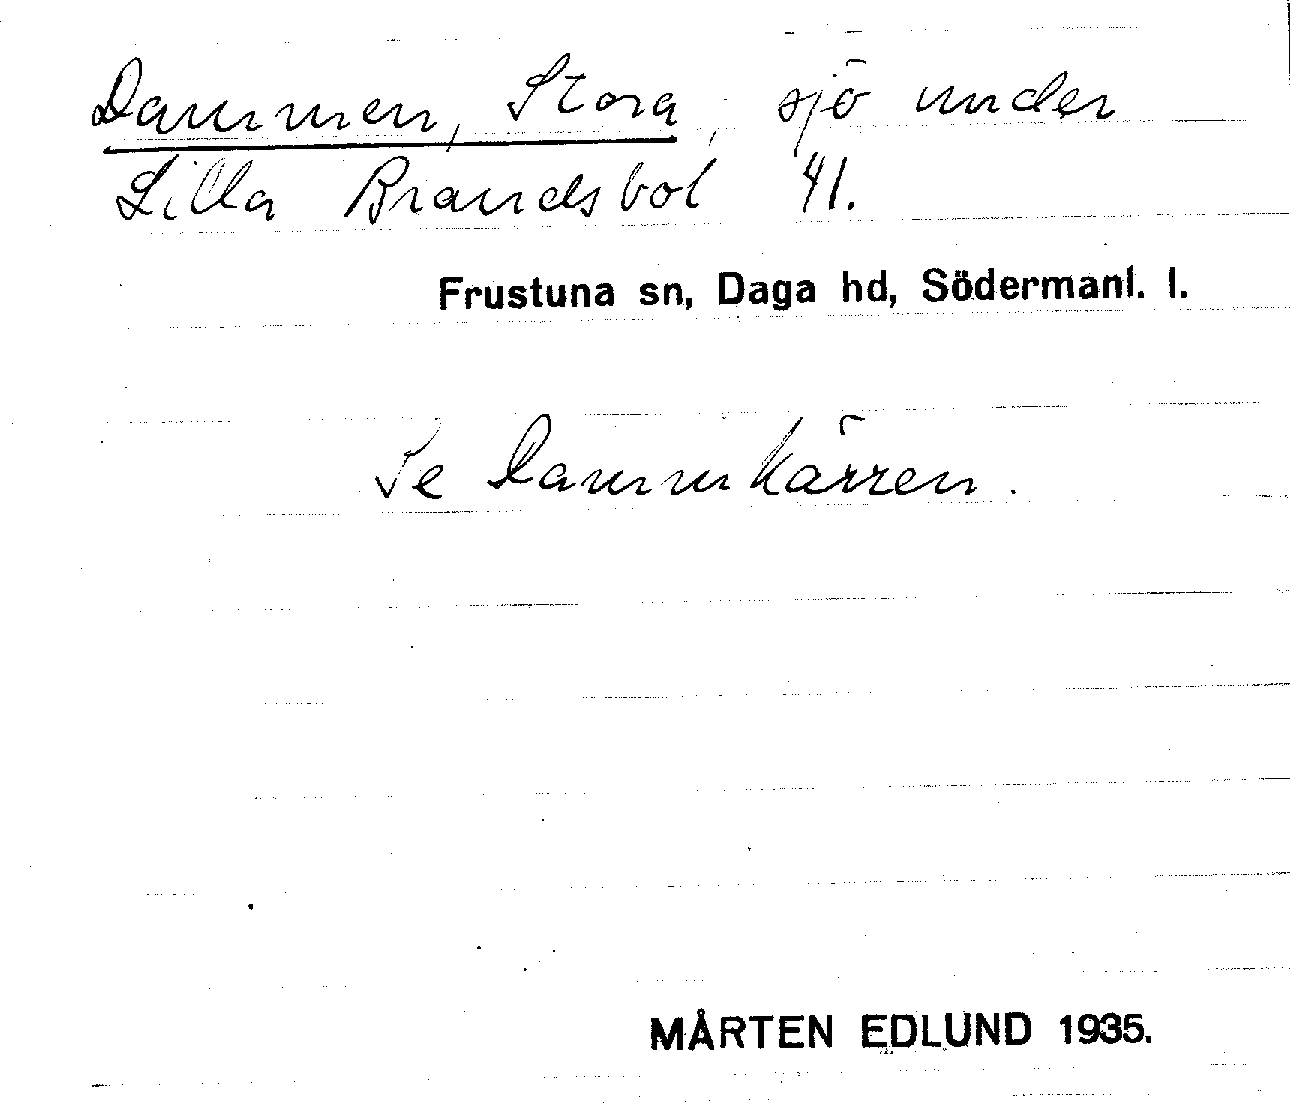 Dammen, Stora, sjö under
Lilla Brandsbol 41.
Frustuna sn, Daga hd, Södermanl. l.
Se Dammkärren.
MÅRTEN EDLUND 1935.